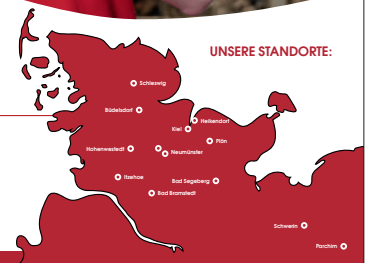 UNSERE STANDORTE:
Schleswig
Büdelsdorf
Heikendorf
Kiel
Plön
Hohenwestedt
Neumünster
Itzehoe
Bad Segeberg
Bad Bramstedt
Schwerin
Parchim